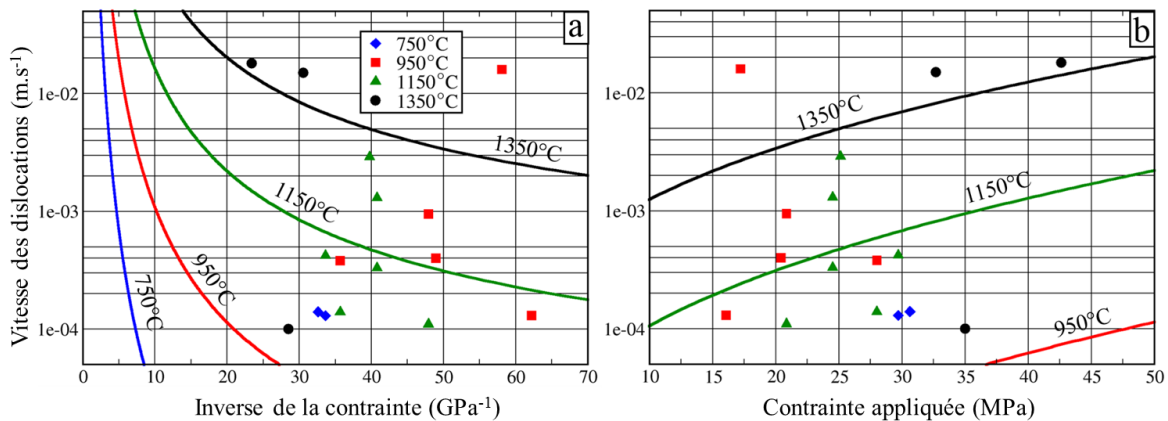 Vitesse des dislocations (m.s⁻¹)
1e-02
1e-03
1e-04
a
750°C
950°C
1150°C
1350°C
1350°C
1150°C
950°C
750°C
0 10 20 30 40 50 60 70
Inverse de la contrainte (GPa⁻¹)
b
1e-02
1e-03
1e-04
1350°C
1150°C
950°C
10 15 20 25 30 35 40 45 50
Contrainte appliquée (MPa)